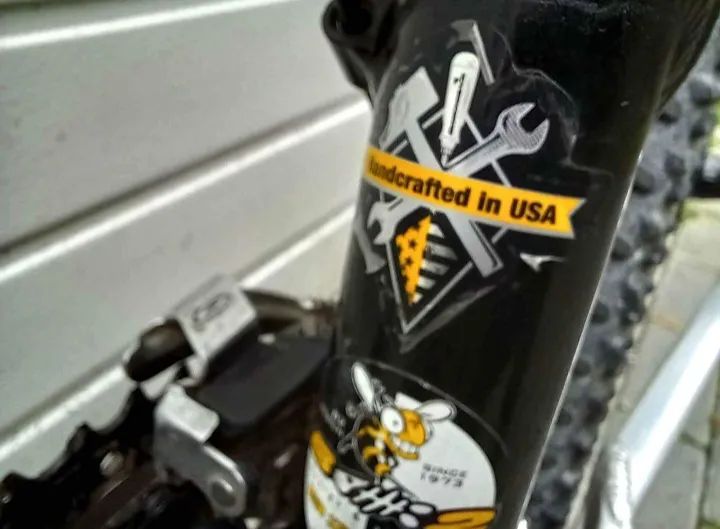 Handcrafted in USA
SINCE
1973